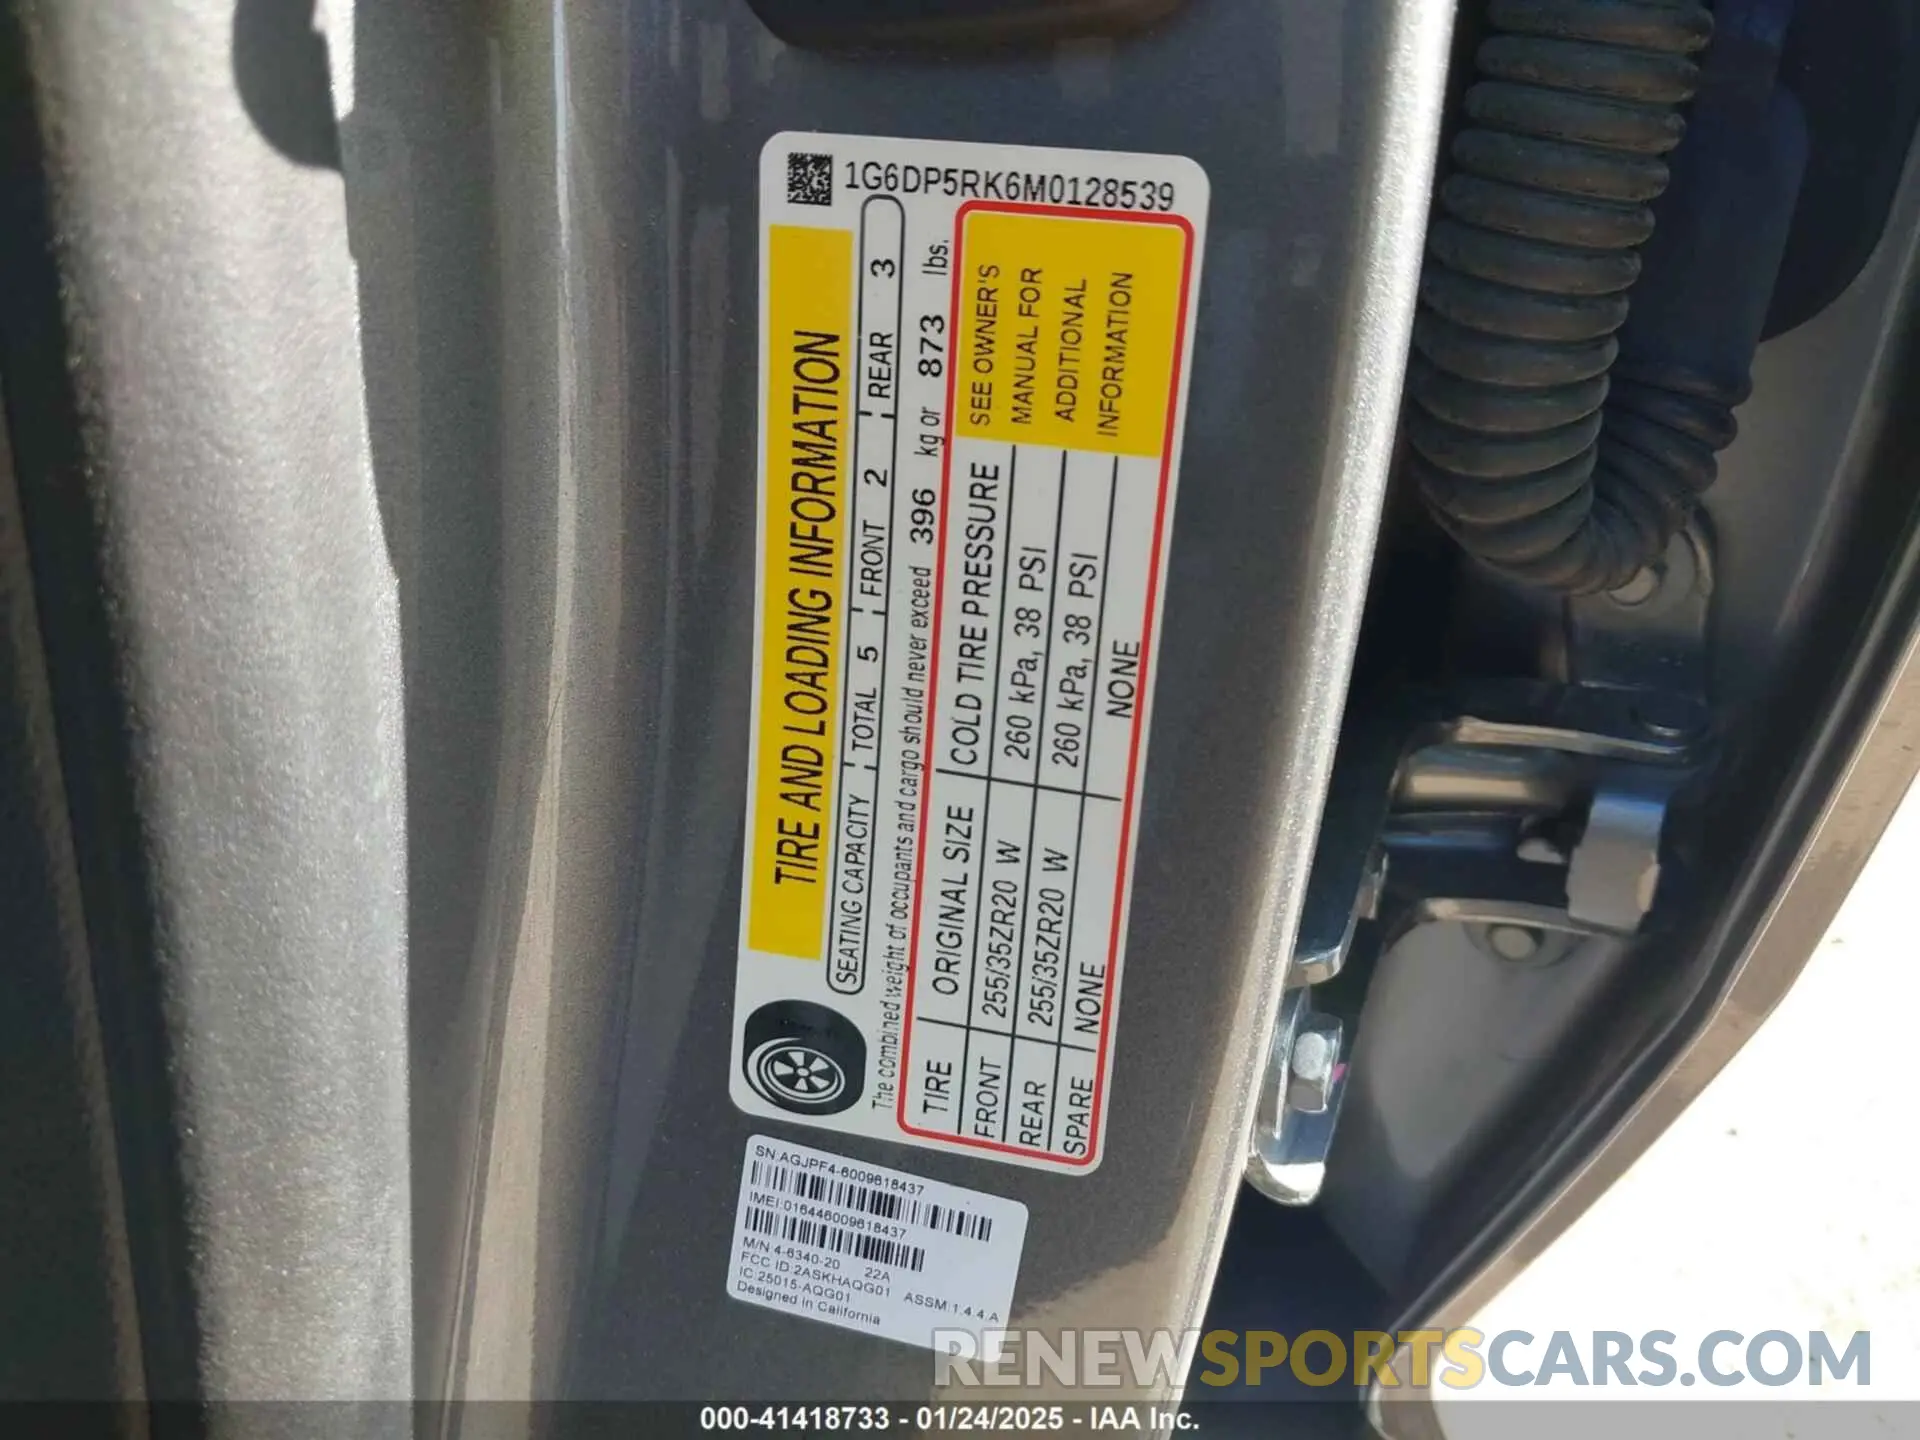 1G6DP5RK6M0128539
TIRE AND LOADING INFORMATION
SEATING CAPACITY TOTAL 5 FRONT 2 REAR 3
The combined weight of occupants and cargo should never exceed 396 kg or 873 lbs.
TIRE ORIGINAL SIZE COLD TIRE PRESSURE
FRONT 255/35ZR20 W 260 kPa, 38 PSI
REAR 255/35ZR20 W 260 kPa, 38 PSI
SPARE NONE NONE
SEE OWNER'S
MANUAL FOR
ADDITIONAL
INFORMATION
SN:AGJPF4-6009618437
IMEI:016446009618437
M/N:4-6340-20 22A
FCC ID:2ASKHAQG01 ASSM:1.4.4.A
IC:25015-AQG01
Designed in California
RENEWSPORTSCARS.COM
000-41418733 - 01/24/2025 - IAA Inc.